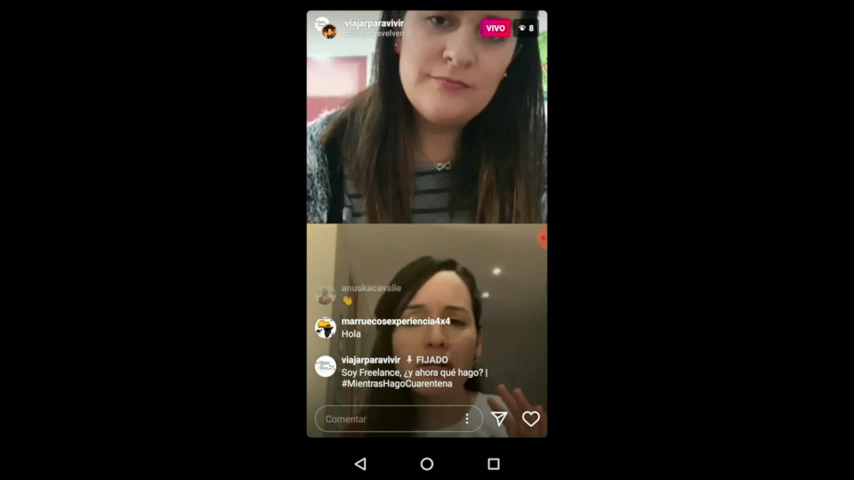 viajarparavivir
VIVO
8
anuskacavalle
marruecosexperiencia4x4
Hola
viajarparavivir FIJADO
Soy Freelance, ¿y ahora qué hago? |
#MientrasHagoCuarentena
Comentar